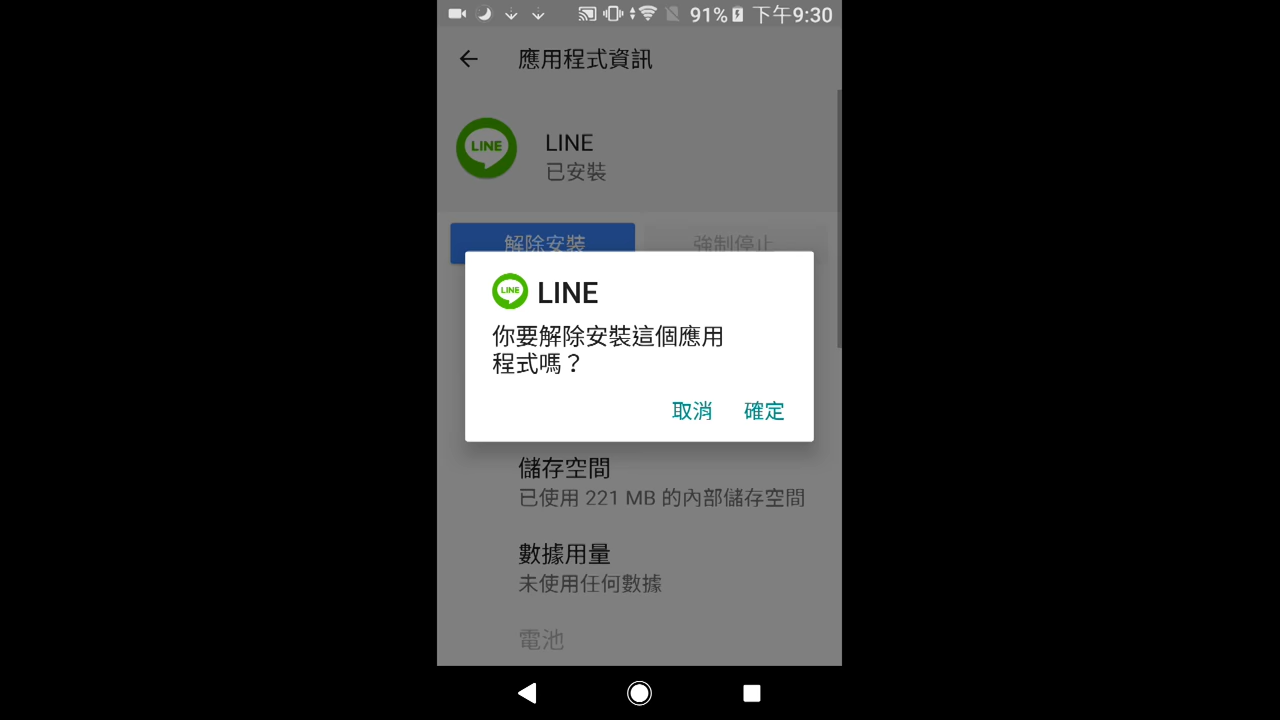 91% 下午9:30
應用程式資訊
LINE
LINE
已安裝
解除安裝 強制停止
LINE LINE
你要解除安裝這個應用
程式嗎？
取消 確定
儲存空間
已使用 221 MB 的內部儲存空間
數據用量
未使用任何數據
電池